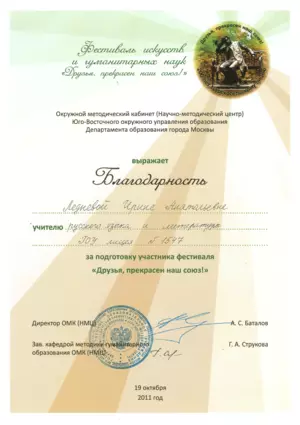 Фестиваль искусств
и гуманитарных наук
«Друзья, прекрасен наш союз!»
Окружной методический кабинет (Научно-методический центр)
Юго-Восточного окружного управления образования
Департамента образования города Москвы
выражает
Благодарность
Ледневой Ирине Анатольевне
учителю русского языка и литературы
ГОУ лицея № 1547
за подготовку участника фестиваля
«Друзья, прекрасен наш союз!»
Директор ОМК (НМЦ) А. С. Баталов
Зав. кафедрой методики гуманитарного Г. А. Струкова
образования ОМК (НМЦ)
19 октября
2011 год